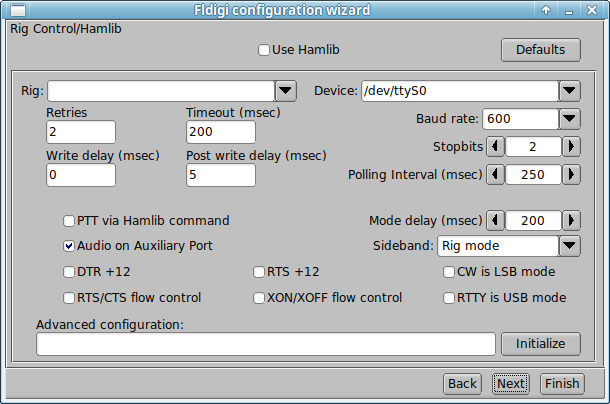 Fldigi configuration wizard
Rig Control/Hamlib
Use Hamlib
Defaults
Rig:
Device: /dev/ttyS0
Retries
Timeout (msec)
2
200
Baud rate: 600
Write delay (msec)
Post write delay (msec)
Stopbits 2
0
5
Polling Interval (msec) 250
PTT via Hamlib command
Mode delay (msec) 200
Audio on Auxiliary Port
Sideband: Rig mode
DTR +12
RTS +12
CW is LSB mode
RTS/CTS flow control
XON/XOFF flow control
RTTY is USB mode
Advanced configuration:
Initialize
Back
Next
Finish